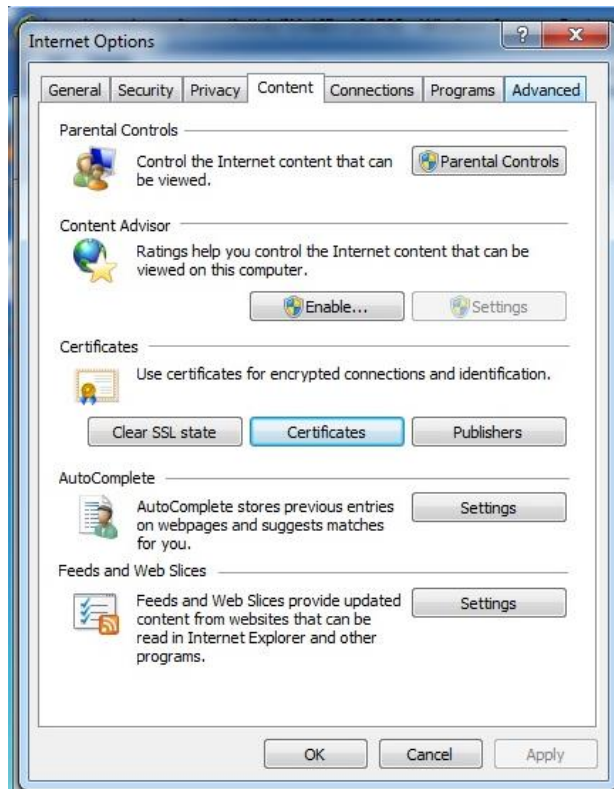 Internet Options
General Security Privacy Content Connections Programs Advanced
Parental Controls
Control the Internet content that can
be viewed.
Parental Controls
Content Advisor
Ratings help you control the Internet content that can be
viewed on this computer.
Enable... Settings
Certificates
Use certificates for encrypted connections and identification.
Clear SSL state Certificates Publishers
AutoComplete
AutoComplete stores previous entries
on webpages and suggests matches
for you.
Settings
Feeds and Web Slices
Feeds and Web Slices provide updated
content from websites that can be
read in Internet Explorer and other
programs.
Settings
OK Cancel Apply